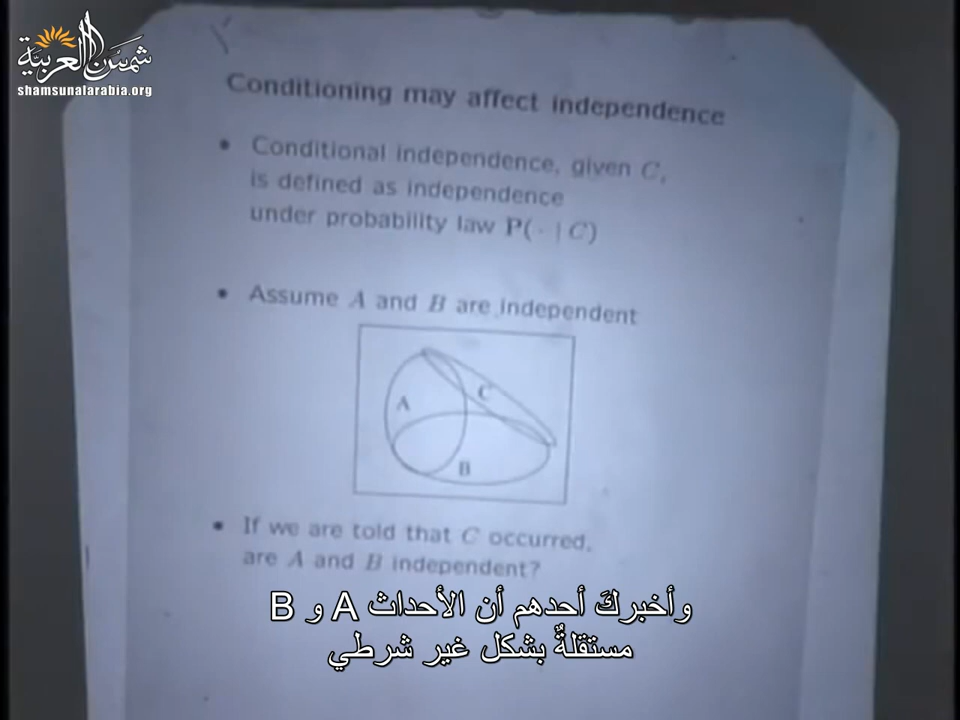 شمس العربية
shamsunalarabia.org
Conditioning may affect independence
• Conditional independence, given C,
is defined as independence
under probability law P( · | C)
• Assume A and B are independent
A
C
B
• If we are told that C occurred,
are A and B independent?
وأخبركَ أحدهم أن الأحداث A و B
مستقلةٌ بشكل غير شرطي